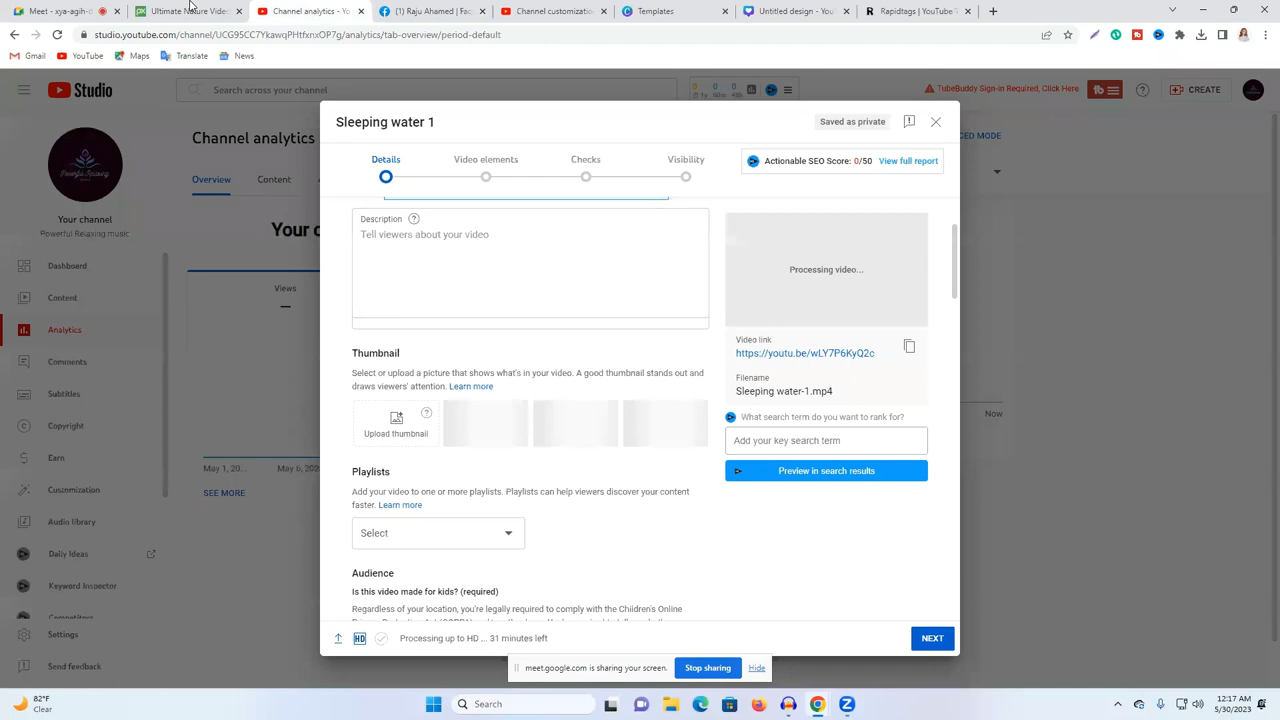 Meet - xya-agih-d
Ultimate Nature Video
Channel analytics - Yo
(1) Raju Ahamed | Fac
Channel customization
Templates
Untitled design
Rapidtags | YouTube T
studio.youtube.com/channel/UCG95CC7YkawqPHtfxnxOP7g/analytics/tab-overview/period-default
Gmail YouTube Maps Translate News
Studio
Search across your channel
TubeBuddy Sign-in Required, Click Here
CREATE
Channel analytics
Overview
Content
Your channel
Powerful Relaxing music
Dashboard
Content
Analytics
Comments
Subtitles
Copyright
Earn
Customization
Audio library
Daily Ideas
Keyword Inspector
Settings
Send feedback
Your c
Views
—
May 1, 20...
SEE MORE
Now
Sleeping water 1
Saved as private
Details
Video elements
Checks
Visibility
Actionable SEO Score: 0/50 View full report
Description
Tell viewers about your video
Thumbnail
Select or upload a picture that shows what's in your video. A good thumbnail stands out and
draws viewers' attention. Learn more
Upload thumbnail
Playlists
Add your video to one or more playlists. Playlists can help viewers discover your content
faster. Learn more
Select
Audience
Is this video made for kids? (required)
Regardless of your location, you're legally required to comply with the Children's Online
Processing video...
Video link
https://youtu.be/wLY7P6KyQ2c
Filename
Sleeping water-1.mp4
What search term do you want to rank for?
Add your key search term
Preview in search results
HD
Processing up to HD ... 31 minutes left
NEXT
meet.google.com is sharing your screen.
Stop sharing
Hide
82°F
Clear
Search
12:17 AM
5/30/2023